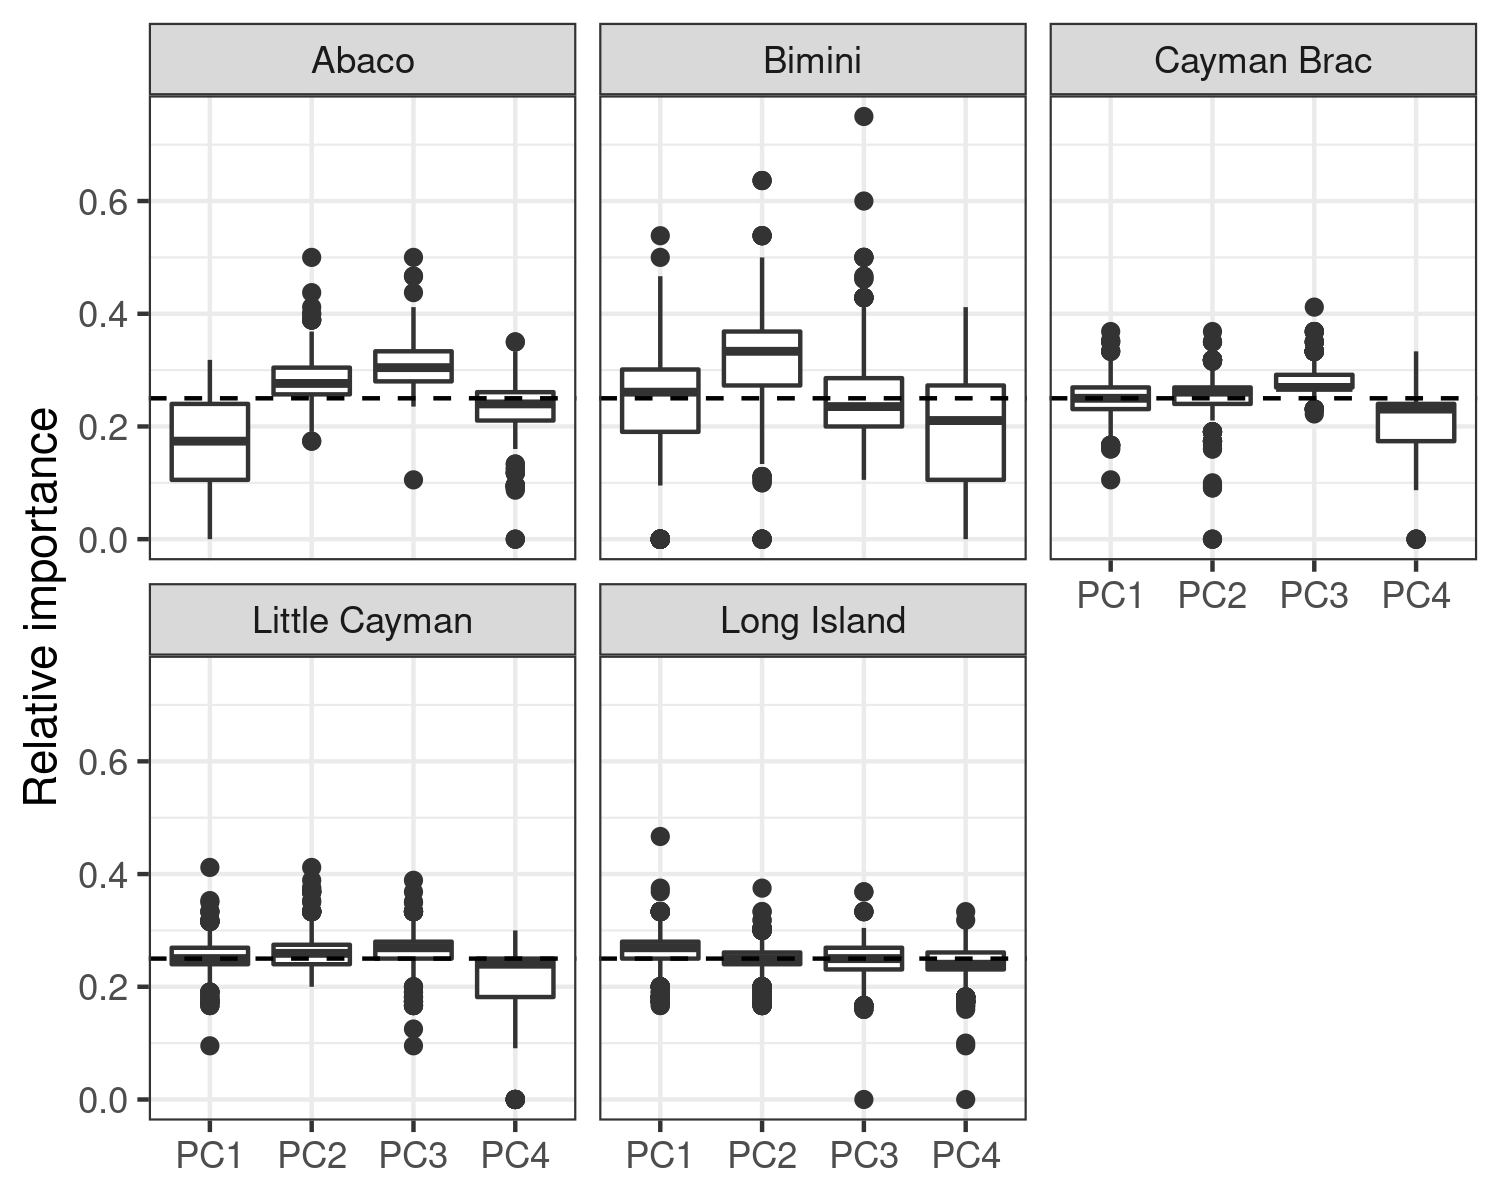 Abaco
Bimini
Cayman Brac
0.6
0.4
0.2
0.0
PC1 PC2 PC3 PC4
Relative importance
Little Cayman
Long Island
0.6
0.4
0.2
0.0
PC1 PC2 PC3 PC4
PC1 PC2 PC3 PC4